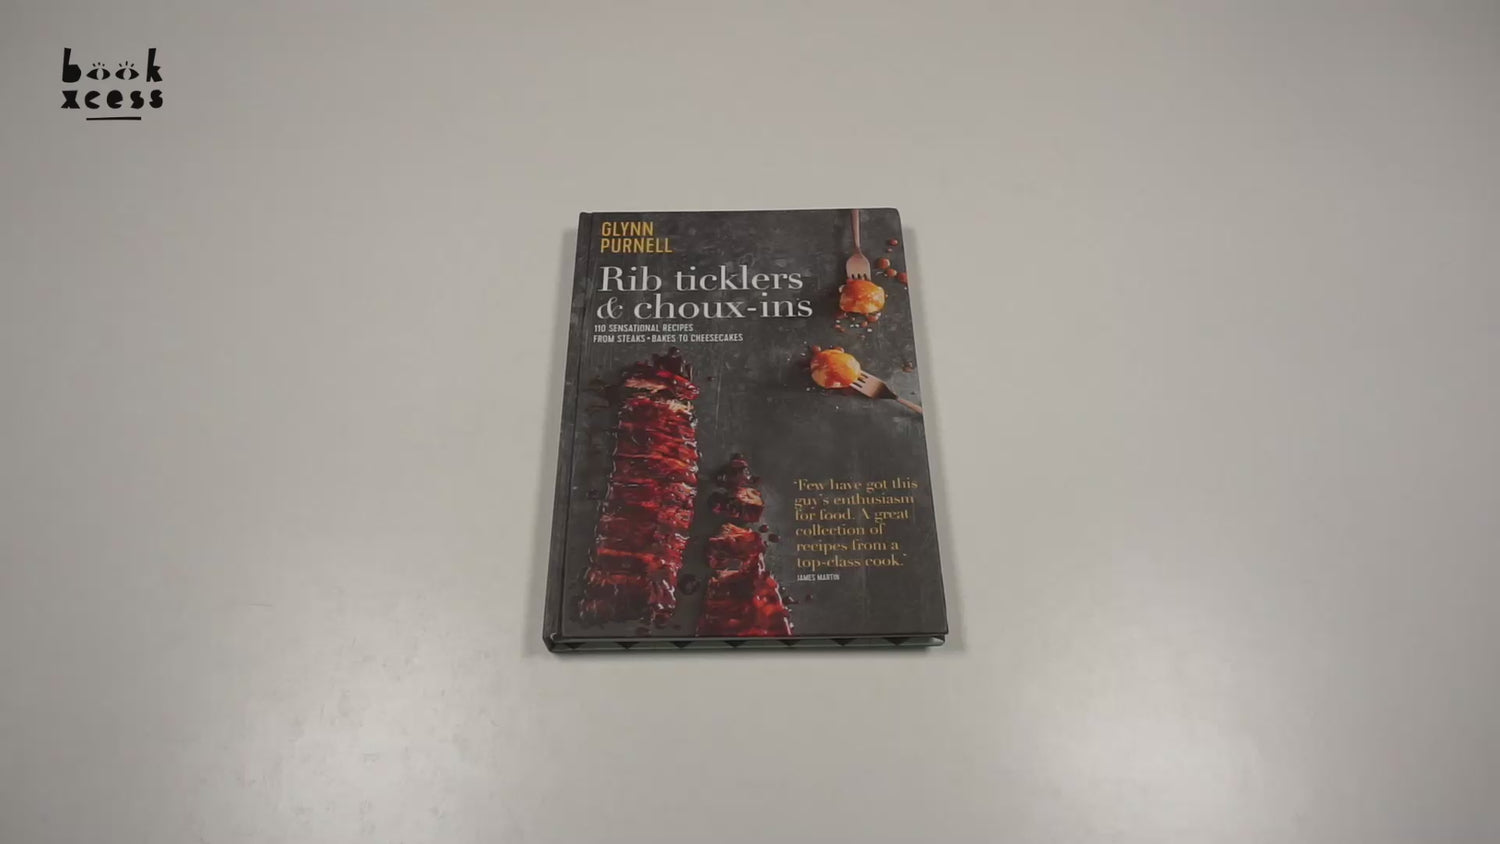 book
xcess
GLYNN
PURNELL
Rib ticklers
& choux-ins
110 SENSATIONAL RECIPES
FROM STEAKS • BAKES TO CHEESECAKES
'Few have got this
guy's enthusiasm
for food. A great
collection of
recipes from a
top-class cook.'
JAMES MARTIN